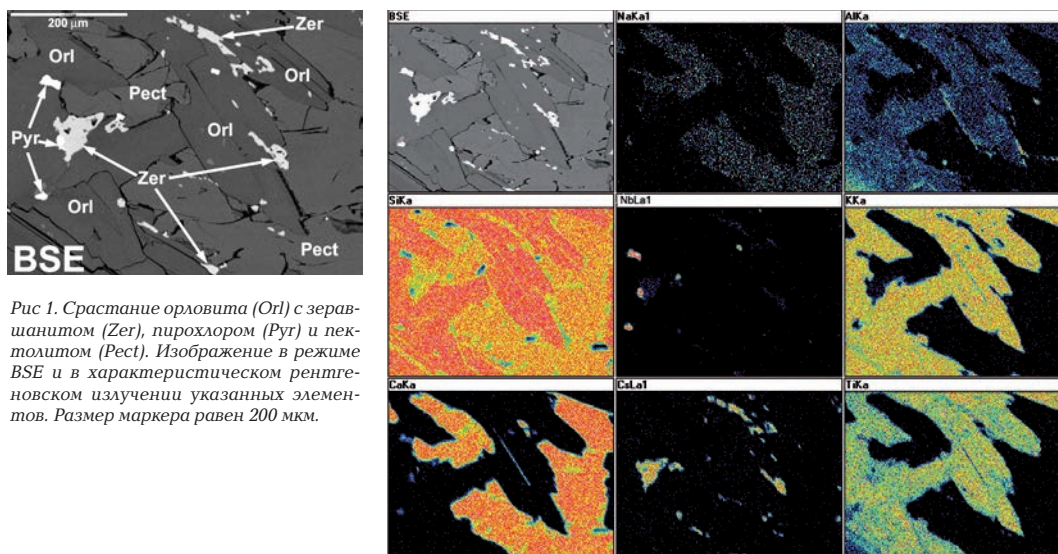 200 µm
Zer
Orl
Orl
Pect
Orl
Pyr
Zer
Orl
Pect
BSE
Рис 1. Срастание орловита (Orl) с зерав-
шанитом (Zer), пирохлором (Pyr) и пек-
толитом (Pect). Изображение в режиме
BSE и в характеристическом рентге-
новском излучении указанных элемен-
тов. Размер маркера равен 200 мкм.
BSE
NaKa1
AlKa
SiKa
NbLa1
KKa
CaKa
CsLa1
TiKa